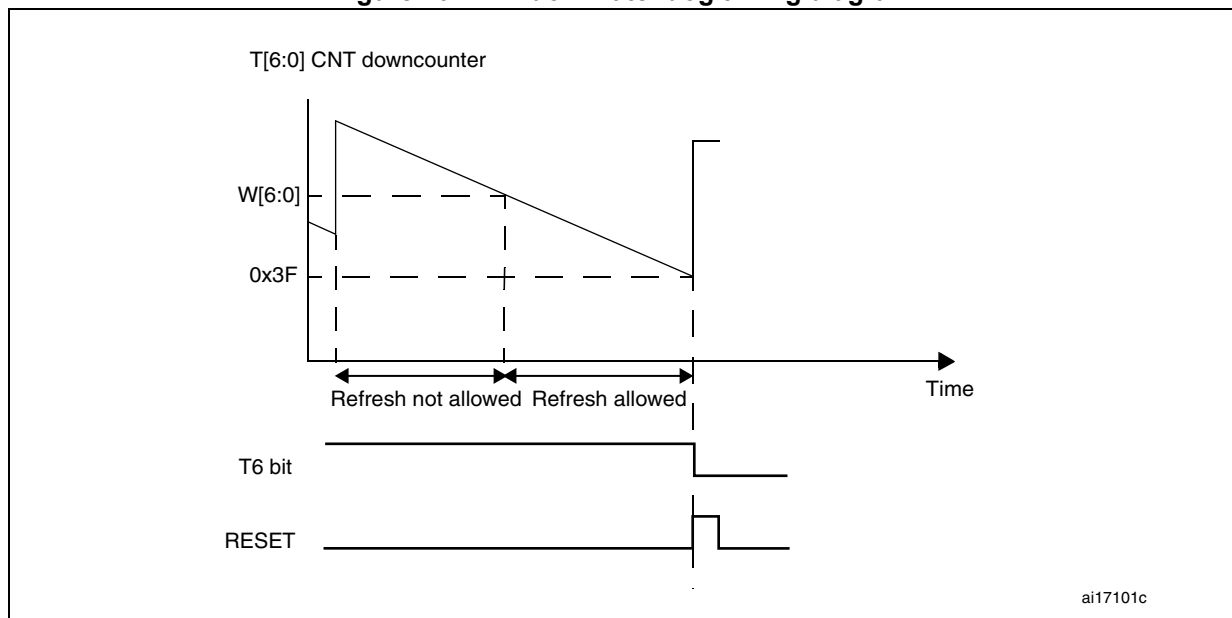 T[6:0] CNT downcounter
W[6:0]
0x3F
Refresh not allowed Refresh allowed
Time
T6 bit
RESET
ai17101c